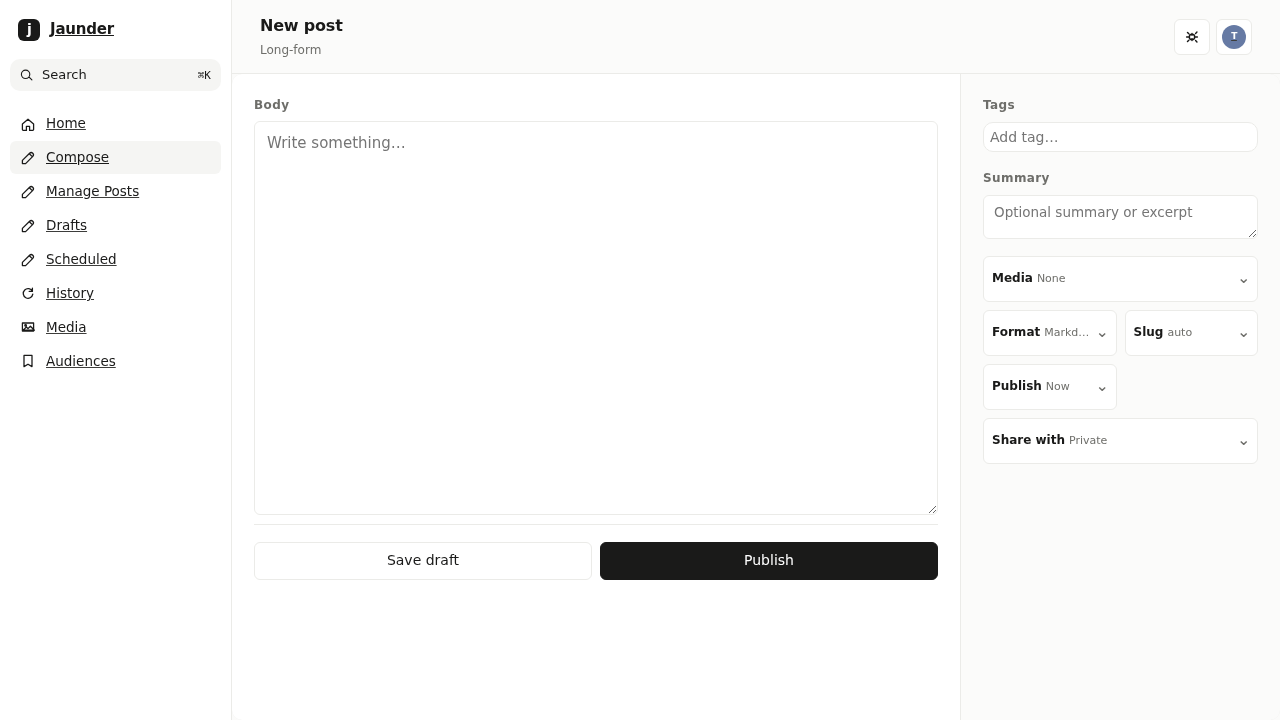 j Jaunder
Search ⌘K
Home
Compose
Manage Posts
Drafts
Scheduled
History
Media
Audiences
New post
Long-form
T
Body
Write something…
Save draft
Publish
Tags
Add tag…
Summary
Optional summary or excerpt
Media None
Format Markd… Slug auto
Publish Now
Share with Private